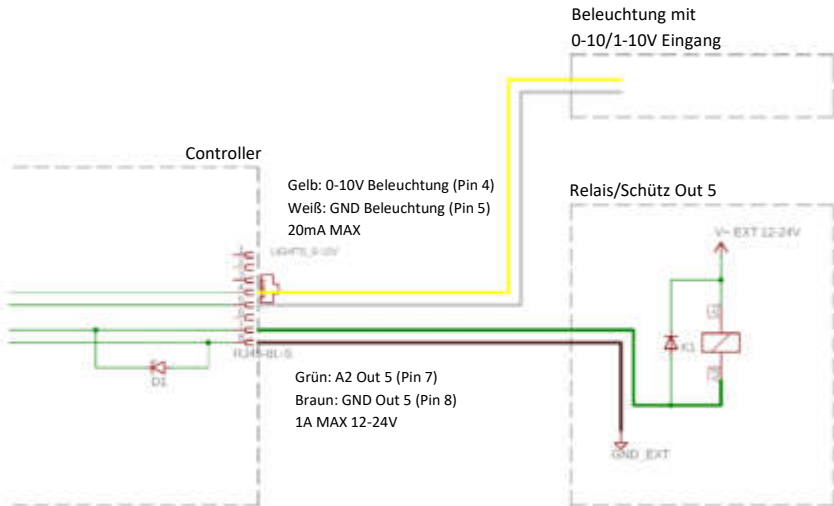 Beleuchtung mit
0-10/1-10V Eingang
Controller
Gelb: 0-10V Beleuchtung (Pin 4)
Weiß: GND Beleuchtung (Pin 5)
20mA MAX
Relais/Schütz Out 5
LIGHTS_0-10V
V~ EXT 12-24V
K1
D1
Grün: A2 Out 5 (Pin 7)
Braun: GND Out 5 (Pin 8)
1A MAX 12-24V
GND_EXT